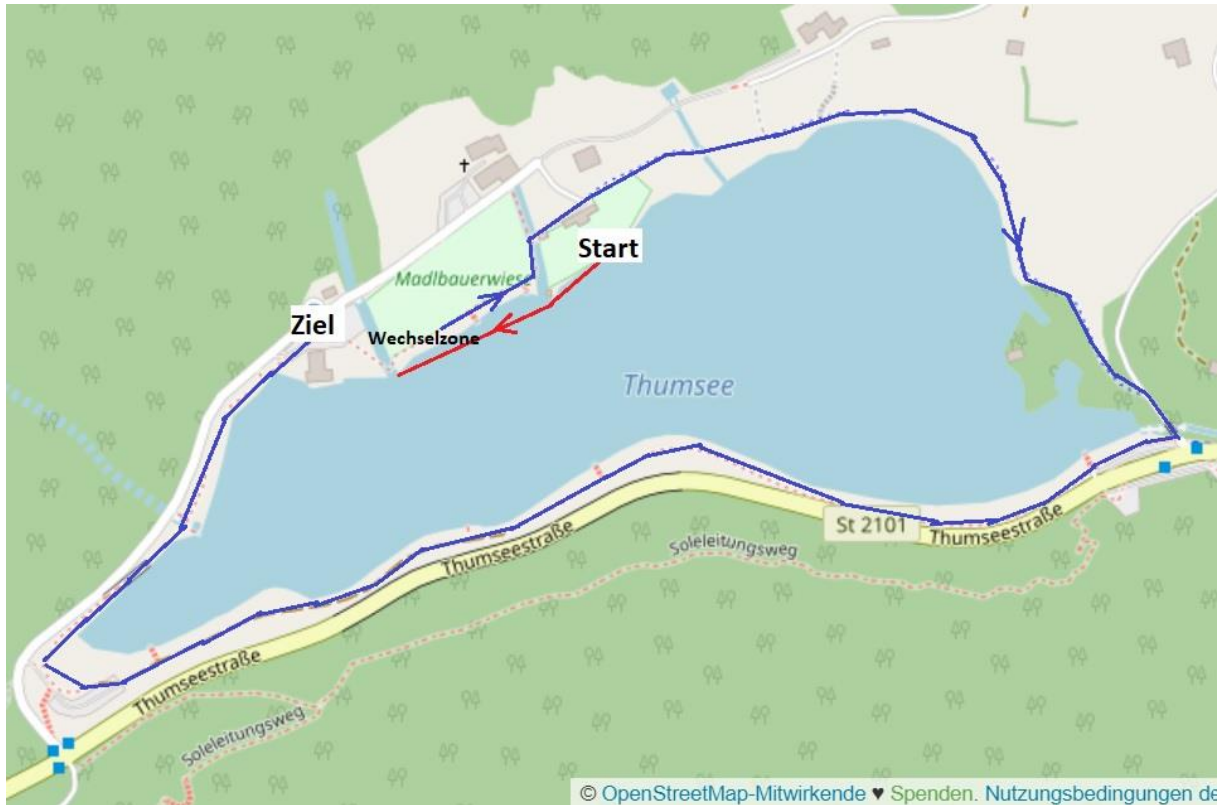 Start
Madlbauerwiese
Ziel
Wechselzone
Thumsee
St 2101
Thumseestraße
Thumseestraße
Soleleitungsweg
Thumseestraße
Soleleitungsweg
© OpenStreetMap-Mitwirkende ♥ Spenden. Nutzungsbedingungen de